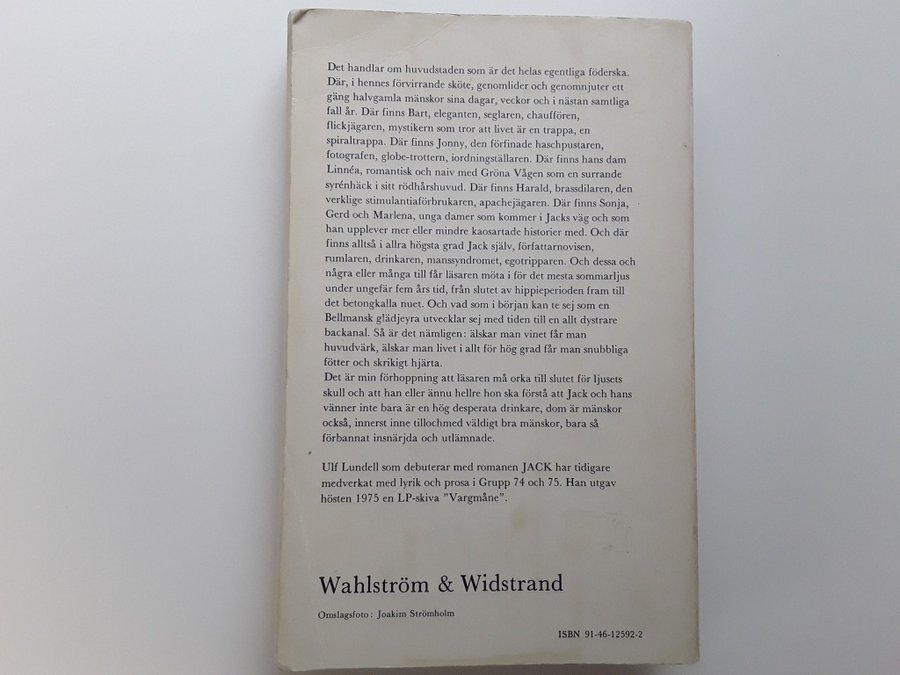 Det handlar om huvudstaden som är det helas egentliga föderska.
Där, i hennes förvirrande sköte, genomlider och genomnjuter ett
gäng halvgamla mänskor sina dagar, veckor och i nästan samtliga
fall år. Där finns Bart, eleganten, seglaren, chauffören,
flickjägaren, mystikern som tror att livet är en trappa, en
spiraltrappa. Där finns Jonny, den förfinade haschpustaren,
fotografen, globe-trottern, iordningställaren. Där finns hans dam
Linnéa, romantisk och naiv med Gröna Vågen som en surrande
syrénhäck i sitt rödhårshuvud. Där finns Harald, brassdilaren, den
verklige stimulantiaförbrukaren, apachejägaren. Där finns Sonja,
Gerd och Marlena, unga damer som kommer i Jacks väg och som
han upplever mer eller mindre kaosartade historier med. Och där
finns alltså i allra högsta grad Jack själv, författarnovisen,
rumlaren, drinkaren, manssyndromet, egotripparen. Och dessa och
några eller många till får läsaren möta i för det mesta sommarljus
under ungefär fem års tid, från slutet av hippieperioden fram till
det betongkalla nuet. Och vad som i början kan te sej som en
Bellmansk glädjeyra utvecklar sej med tiden till en allt dystrare
backanal. Så är det nämligen: älskar man vinet får man
huvudvärk, älskar man livet i allt för hög grad får man snubbliga
fötter och skrikigt hjärta.
Det är min förhoppning att läsaren må orka till slutet för ljusets
skull och att han eller ännu hellre hon ska förstå att Jack och hans
vänner inte bara är en hög desperata drinkare, dom är mänskor
också, innerst inne tillochmed väldigt bra mänskor, bara så
förbannat insnärjda och utlämnade.
Ulf Lundell som debuterar med romanen JACK har tidigare
medverkat med lyrik och prosa i Grupp 74 och 75. Han utgav
hösten 1975 en LP-skiva "Vargmåne".
Wahlström & Widstrand
Omslagsfoto: Joakim Strömholm
ISBN 91-46-12592-2